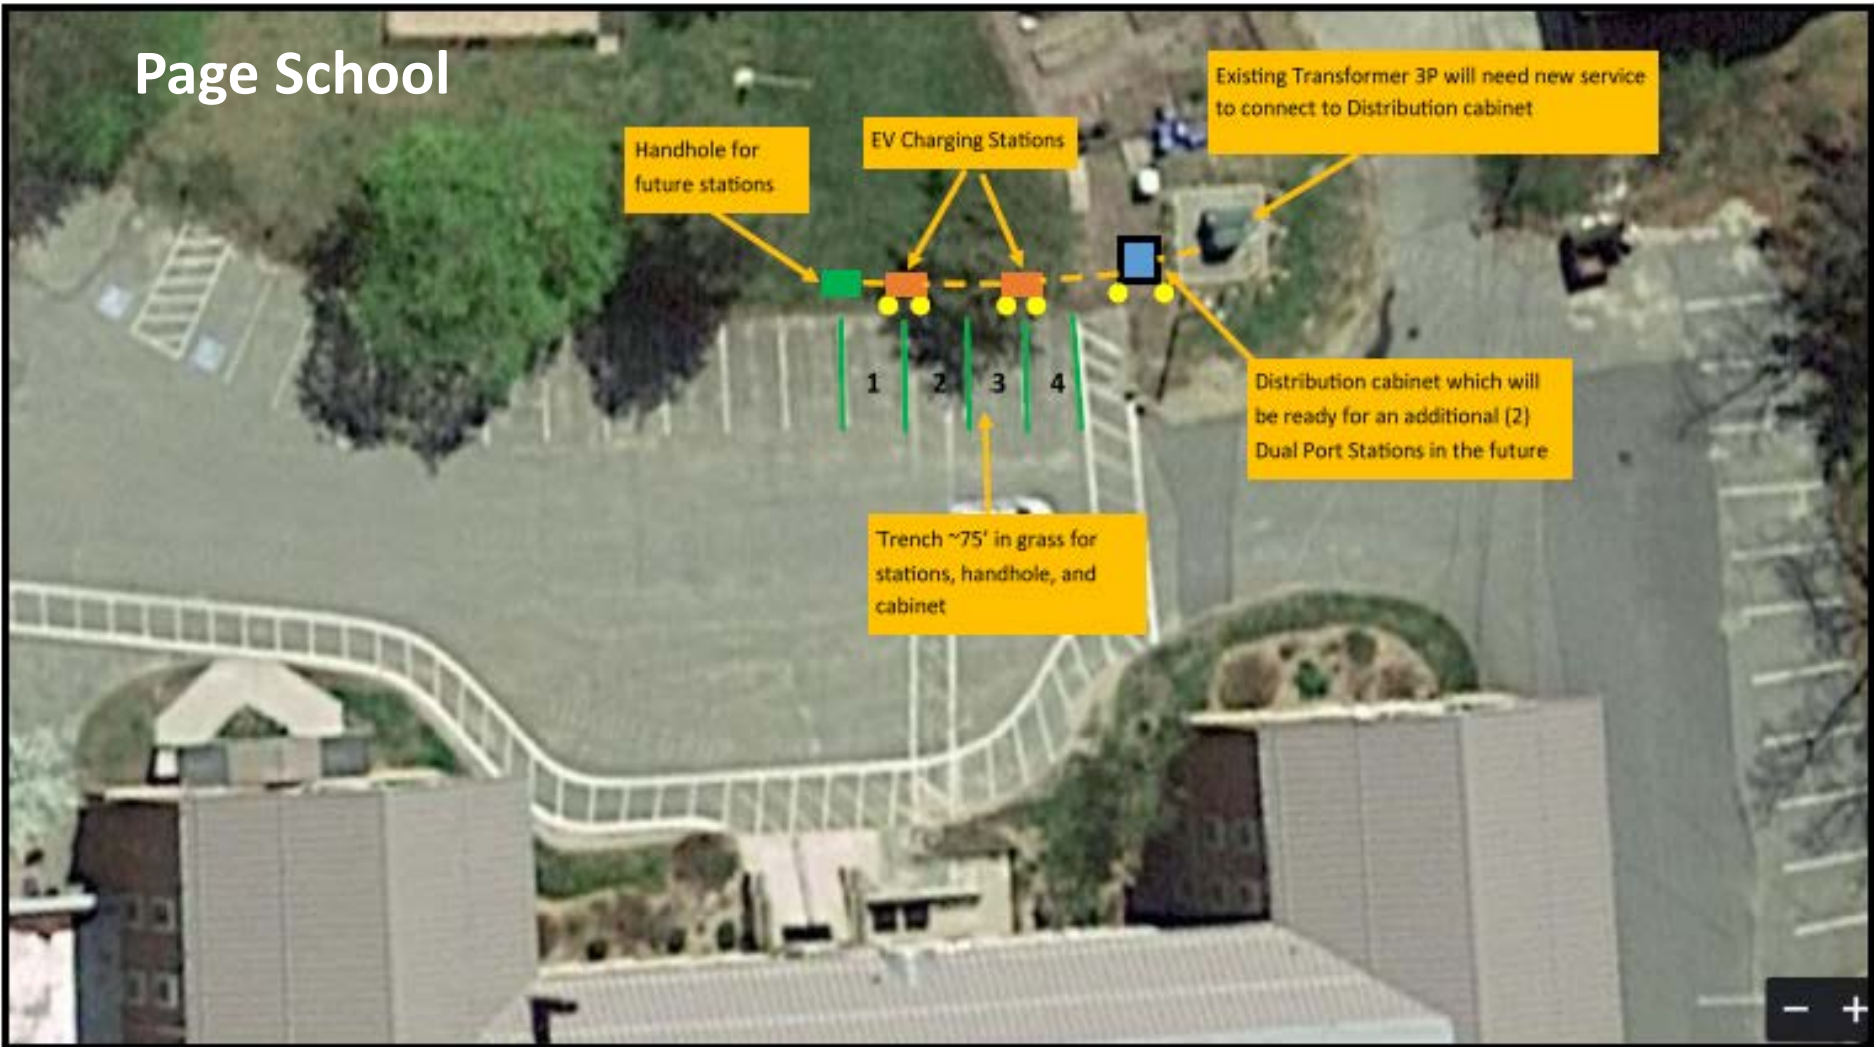 Page School
Existing Transformer 3P will need new service
to connect to Distribution cabinet
EV Charging Stations
Handhole for
future stations
1
2
3
4
Distribution cabinet which will
be ready for an additional (2)
Dual Port Stations in the future
Trench ~75' in grass for
stations, handhole, and
cabinet
− +